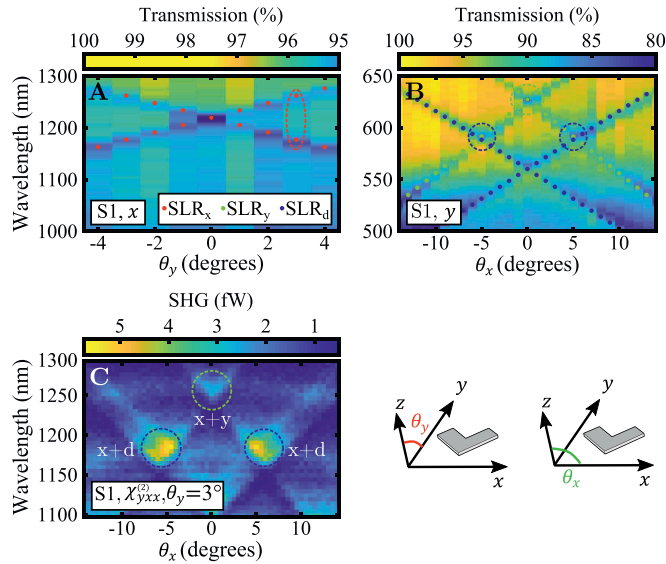 Transmission (%)
100 99 98 97 96 95
Transmission (%)
100 95 90 85 80
Wavelength (nm)
1300
1200
1100
1000
A
S1, x
SLRx SLRy SLRd
-4 -2 0 2 4
θy (degrees)
650
600
550
500
B
S1, y
-10 -5 0 5 10
θx (degrees)
SHG (fW)
5 4 3 2 1
Wavelength (nm)
1300
1250
1200
1150
1100
C
x+y
x+d x+d
S1, χ(2)yxx,θy=3°
-10 -5 0 5 10
θx (degrees)
z θy y x
z θx y x